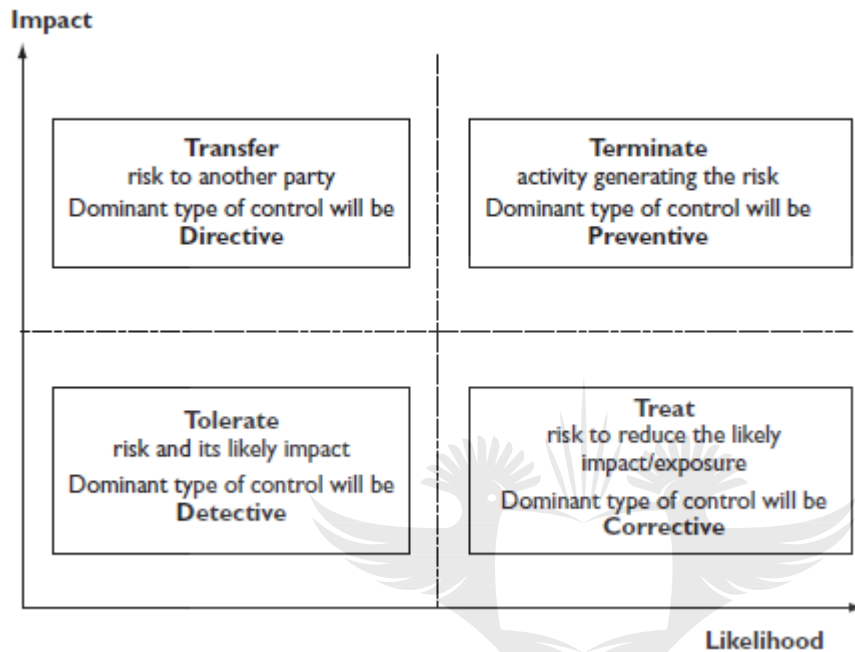 Impact
Transfer
risk to another party
Dominant type of control will be
Directive
Terminate
activity generating the risk
Dominant type of control will be
Preventive
Tolerate
risk and its likely impact
Dominant type of control will be
Detective
Treat
risk to reduce the likely
impact/exposure
Dominant type of control will be
Corrective
Likelihood